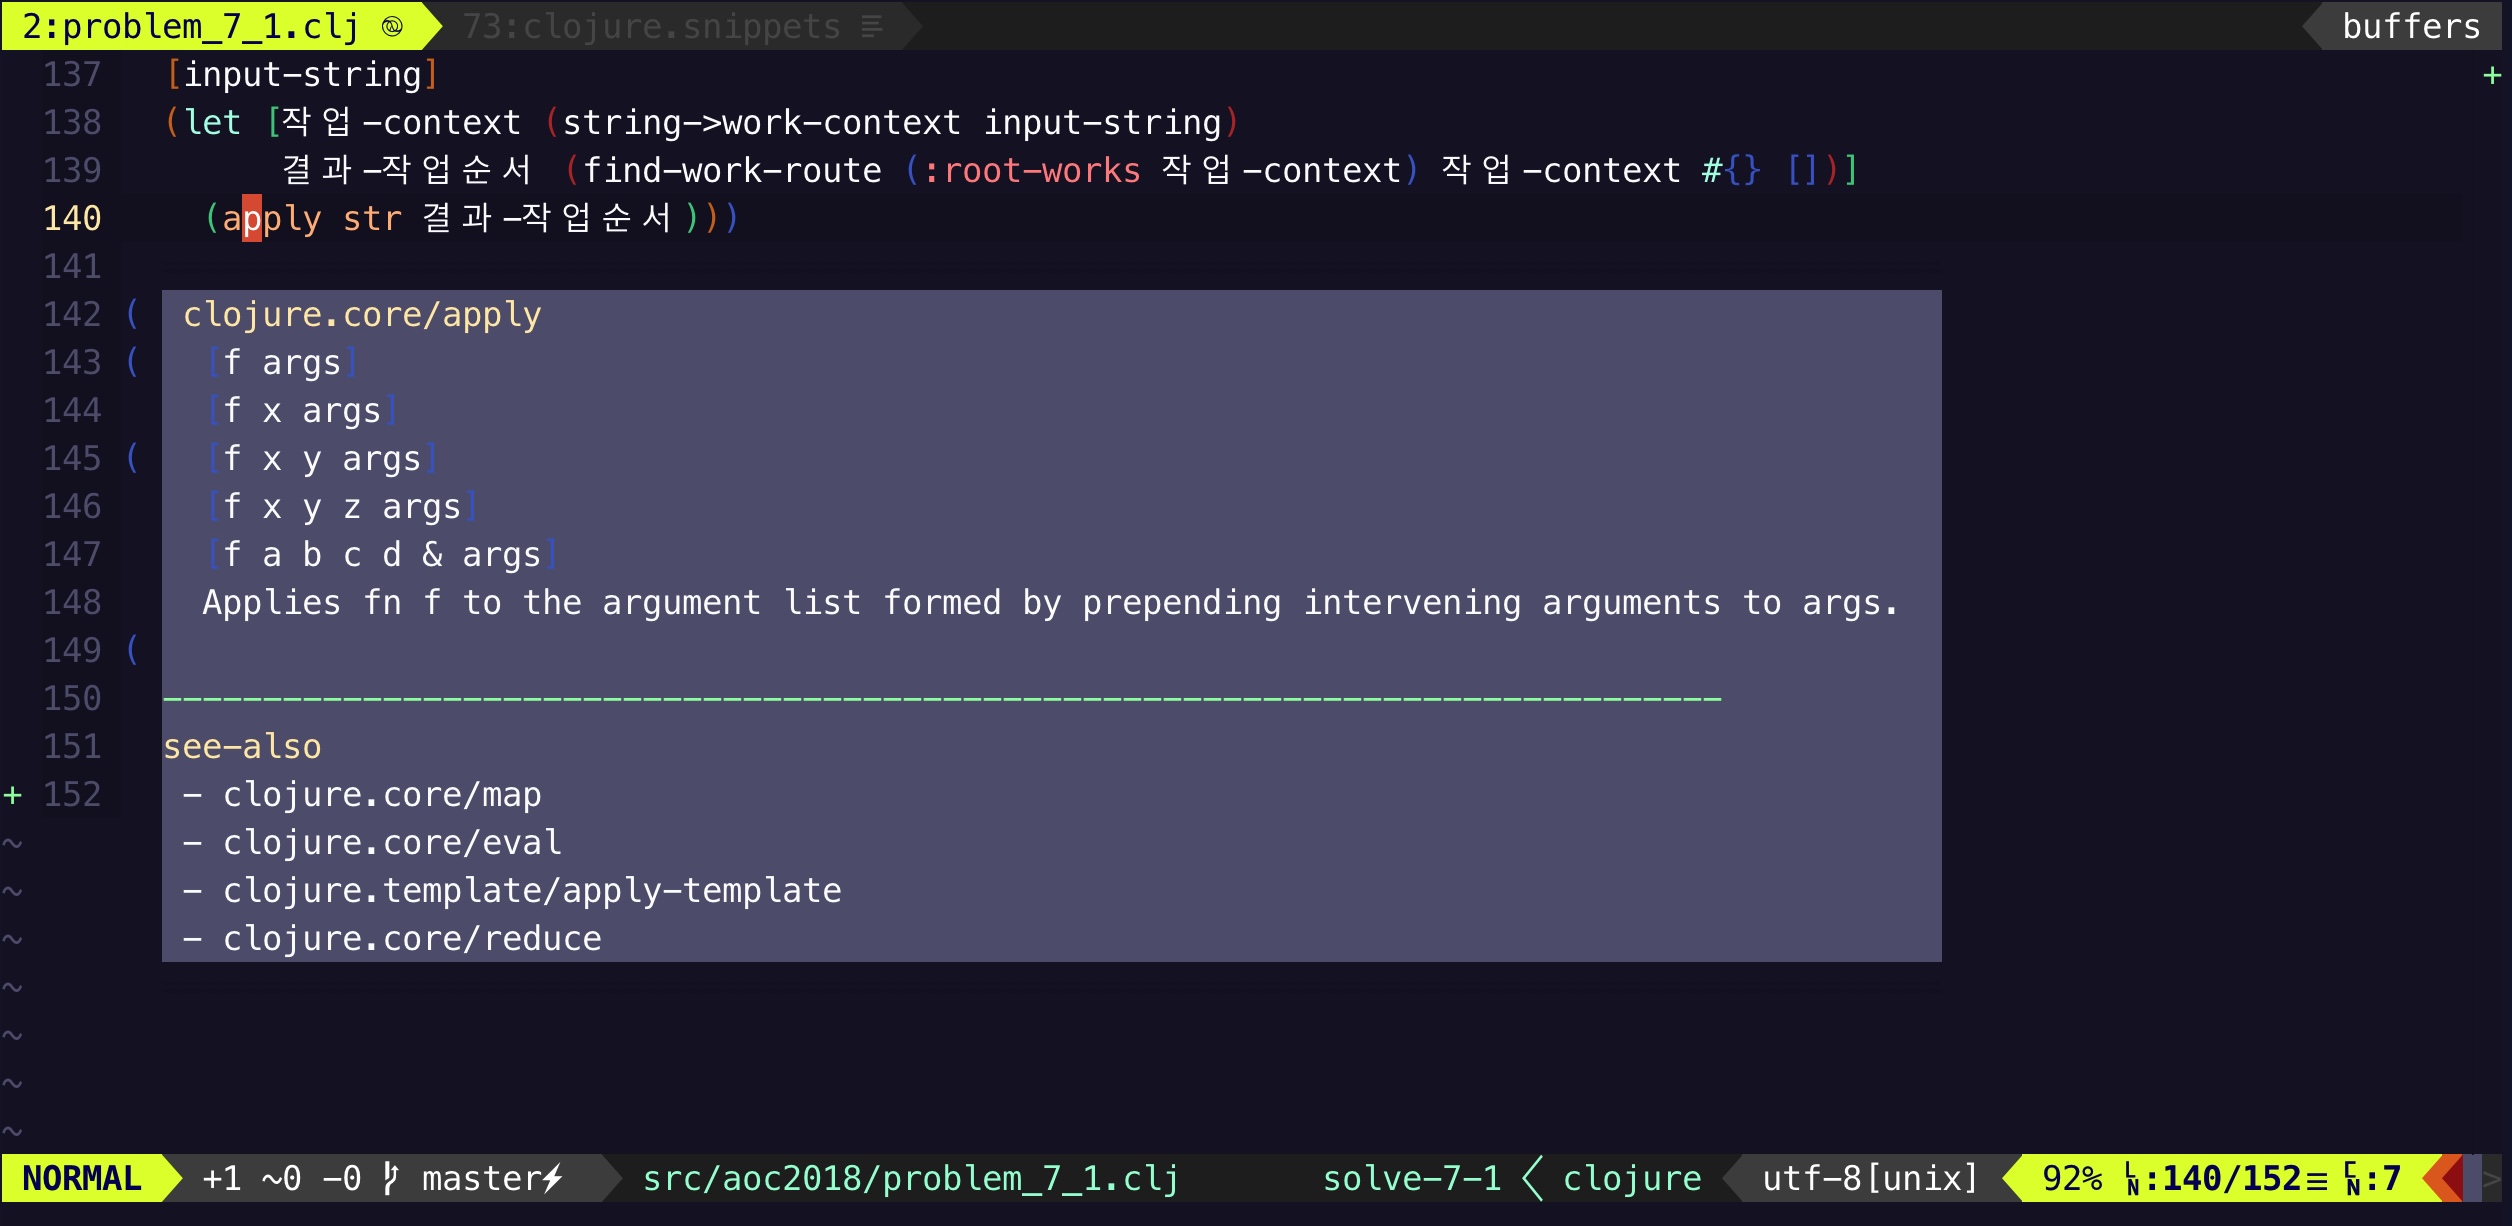 2:problem_7_1.clj 73:clojure.snippets buffers
137 [input-string] +
138 (let [작업-context (string->work-context input-string)
139 결과-작업순서 (find-work-route (:root-works 작업-context) 작업-context #{} [])]
140 (apply str 결과-작업순서)))
141
142 ( clojure.core/apply
143 ( [f args]
144 [f x args]
145 ( [f x y args]
146 [f x y z args]
147 [f a b c d & args]
148 Applies fn f to the argument list formed by prepending intervening arguments to args.
149 (
150 ------------------------------------------------------------------------------
151 see-also
+ 152 - clojure.core/map
~ - clojure.core/eval
~ - clojure.template/apply-template
~ - clojure.core/reduce
~
~
~
~
NORMAL +1 ~0 -0 master⚡ src/aoc2018/problem_7_1.clj solve-7-1 clojure utf-8[unix] 92% LN:140/152≡ CN:7 >